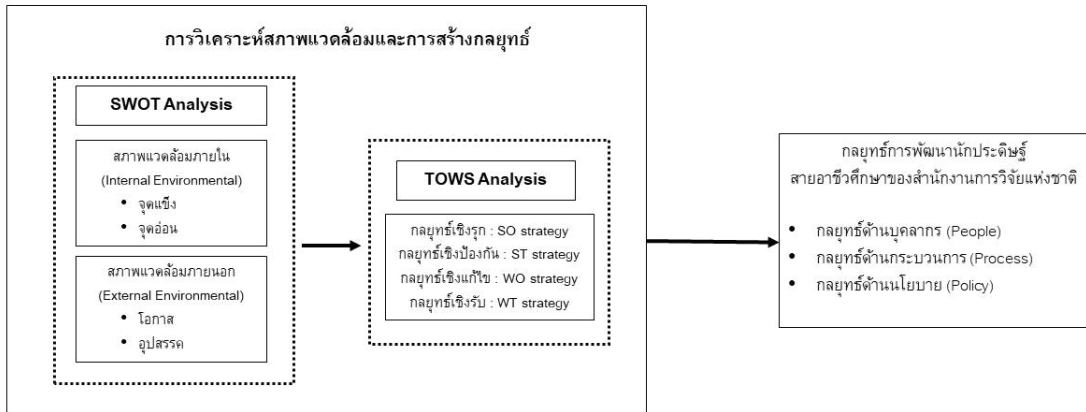 การวิเคราะห์สภาพแวดล้อมและการสร้างกลยุทธ์
SWOT Analysis
สภาพแวดล้อมภายใน
(Internal Environmental)
• จุดแข็ง
• จุดอ่อน
สภาพแวดล้อมภายนอก
(External Environmental)
• โอกาส
• อุปสรรค
TOWS Analysis
กลยุทธ์เชิงรุก : SO strategy
กลยุทธ์เชิงป้องกัน : ST strategy
กลยุทธ์เชิงแก้ไข : WO strategy
กลยุทธ์เชิงรับ : WT strategy
กลยุทธ์การพัฒนานักประดิษฐ์
สายอาชีวศึกษาของสำนักงานการวิจัยแห่งชาติ
• กลยุทธ์ด้านบุคลากร (People)
• กลยุทธ์ด้านกระบวนการ (Process)
• กลยุทธ์ด้านนโยบาย (Policy)